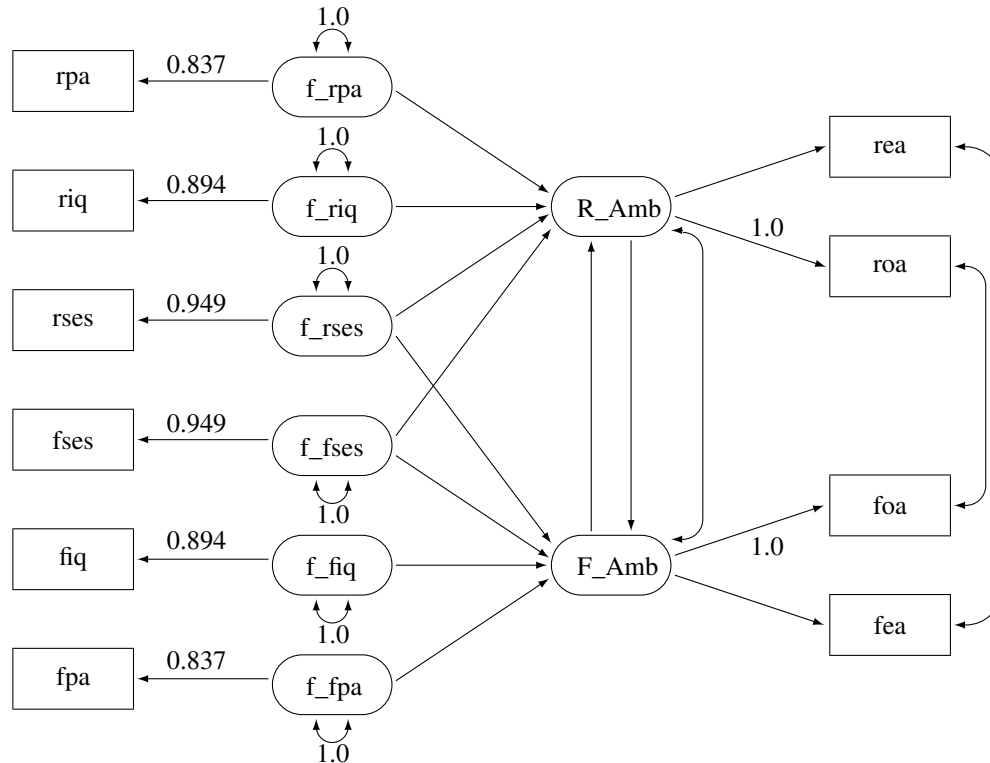 1.0
rpa 0.837 f_rpa
1.0
rea
riq 0.894 f_riq R_Amb
1.0
1.0
roa
rses 0.949 f_rses
fses 0.949 f_fses
1.0
foa
1.0
fiq 0.894 f_fiq F_Amb
1.0
fea
fpa 0.837 f_fpa
1.0